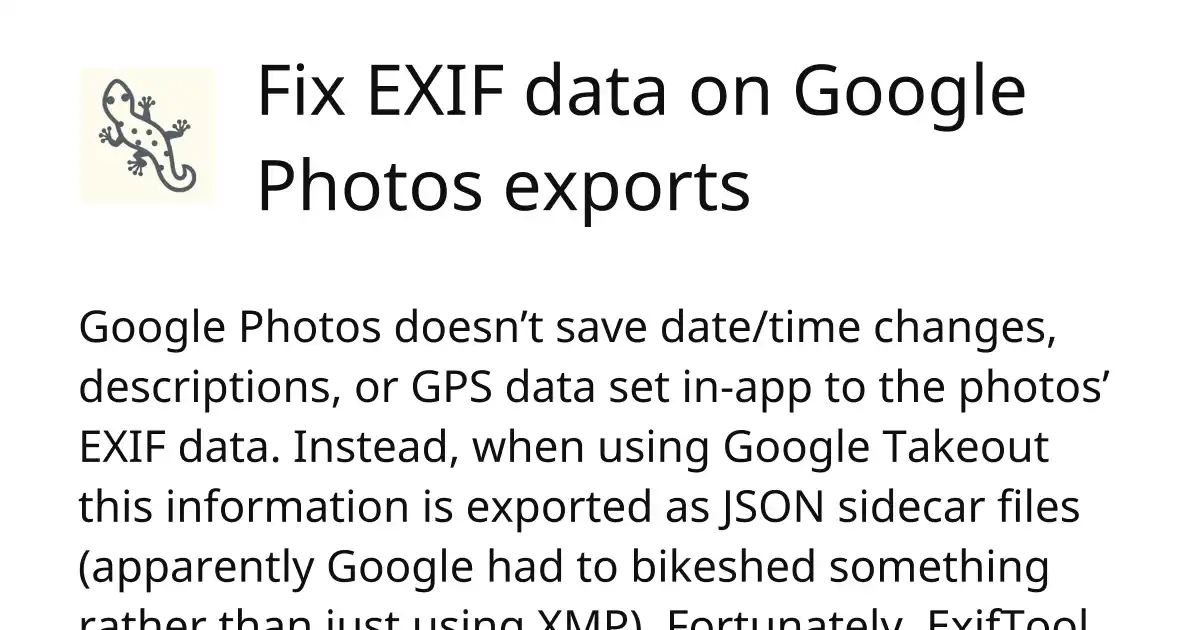 Fix EXIF data on Google
Photos exports
Google Photos doesn’t save date/time changes,
descriptions, or GPS data set in-app to the photos’
EXIF data. Instead, when using Google Takeout
this information is exported as JSON sidecar files
(apparently Google had to bikeshed something
rather than just using XMP). Fortunately, ExifTool